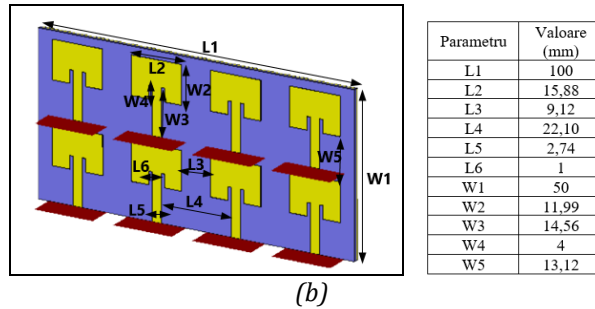 L1
L2
W2
W4
W3
W5
W1
L6
L3
L5
L4
(b)
Parametru Valoare
(mm)
L1 100
L2 15,88
L3 9,12
L4 22,10
L5 2,74
L6 1
W1 50
W2 11,99
W3 14,56
W4 4
W5 13,12